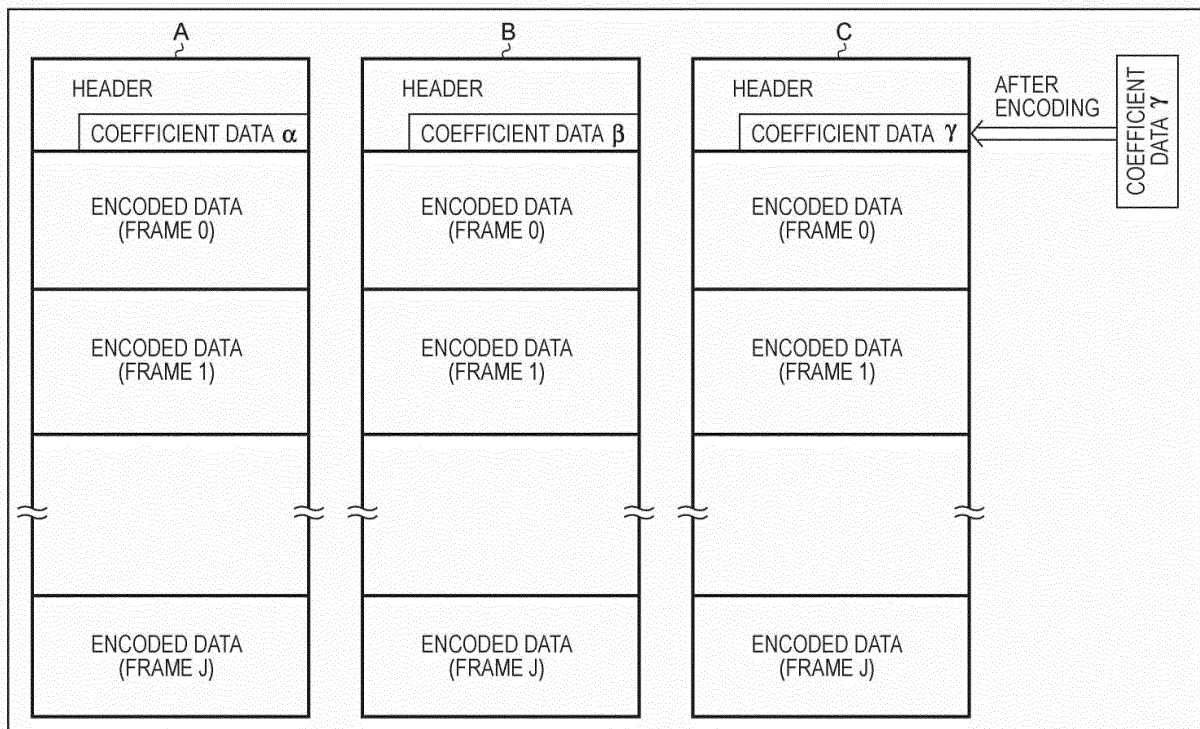 A
HEADER
COEFFICIENT DATA α
ENCODED DATA
(FRAME 0)
ENCODED DATA
(FRAME 1)
ENCODED DATA
(FRAME J)
B
HEADER
COEFFICIENT DATA β
ENCODED DATA
(FRAME 0)
ENCODED DATA
(FRAME 1)
ENCODED DATA
(FRAME J)
C
HEADER
COEFFICIENT DATA γ
ENCODED DATA
(FRAME 0)
ENCODED DATA
(FRAME 1)
ENCODED DATA
(FRAME J)
AFTER
ENCODING
COEFFICIENT
DATA γ